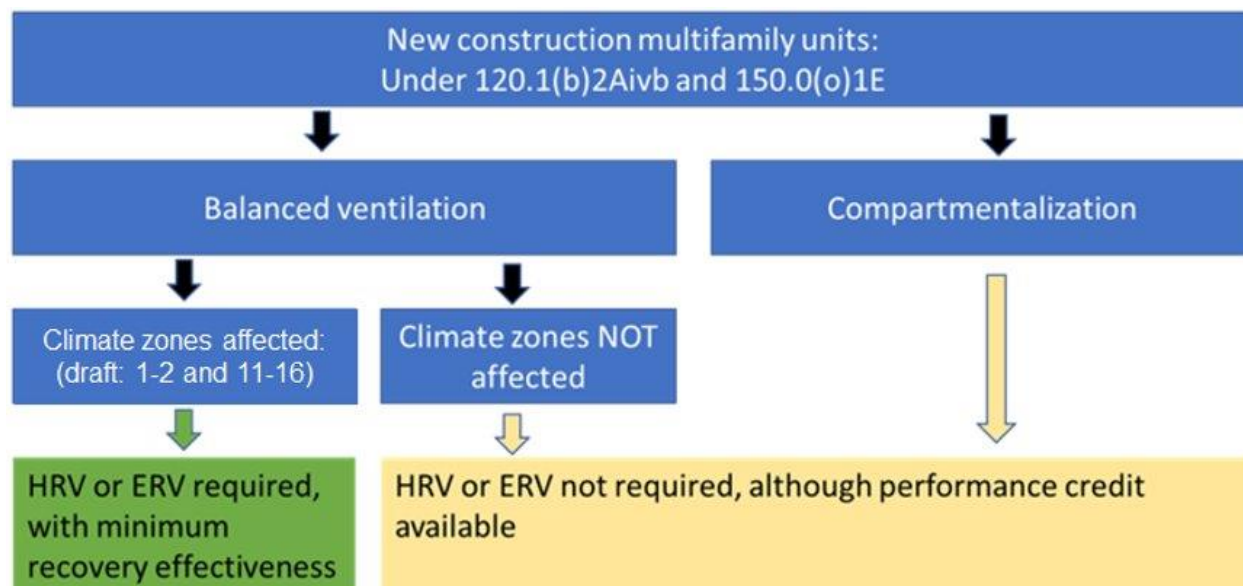 New construction multifamily units:
Under 120.1(b)2Aivb and 150.0(o)1E
Balanced ventilation
Compartmentalization
Climate zones affected:
(draft: 1-2 and 11-16)
Climate zones NOT
affected
HRV or ERV required,
with minimum
recovery effectiveness
HRV or ERV not required, although performance credit
available